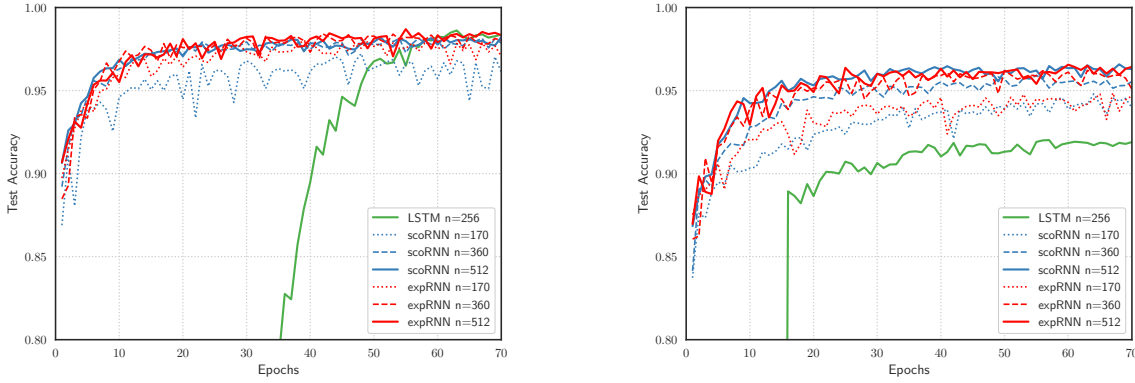 1.00
0.95
0.90
0.85
0.80
Test Accuracy
0 10 20 30 40 50 60 70
Epochs
LSTM n=256
scoRNN n=170
scoRNN n=360
scoRNN n=512
expRNN n=170
expRNN n=360
expRNN n=512
1.00
0.95
0.90
0.85
0.80
Test Accuracy
0 10 20 30 40 50 60 70
Epochs
LSTM n=256
scoRNN n=170
scoRNN n=360
scoRNN n=512
expRNN n=170
expRNN n=360
expRNN n=512